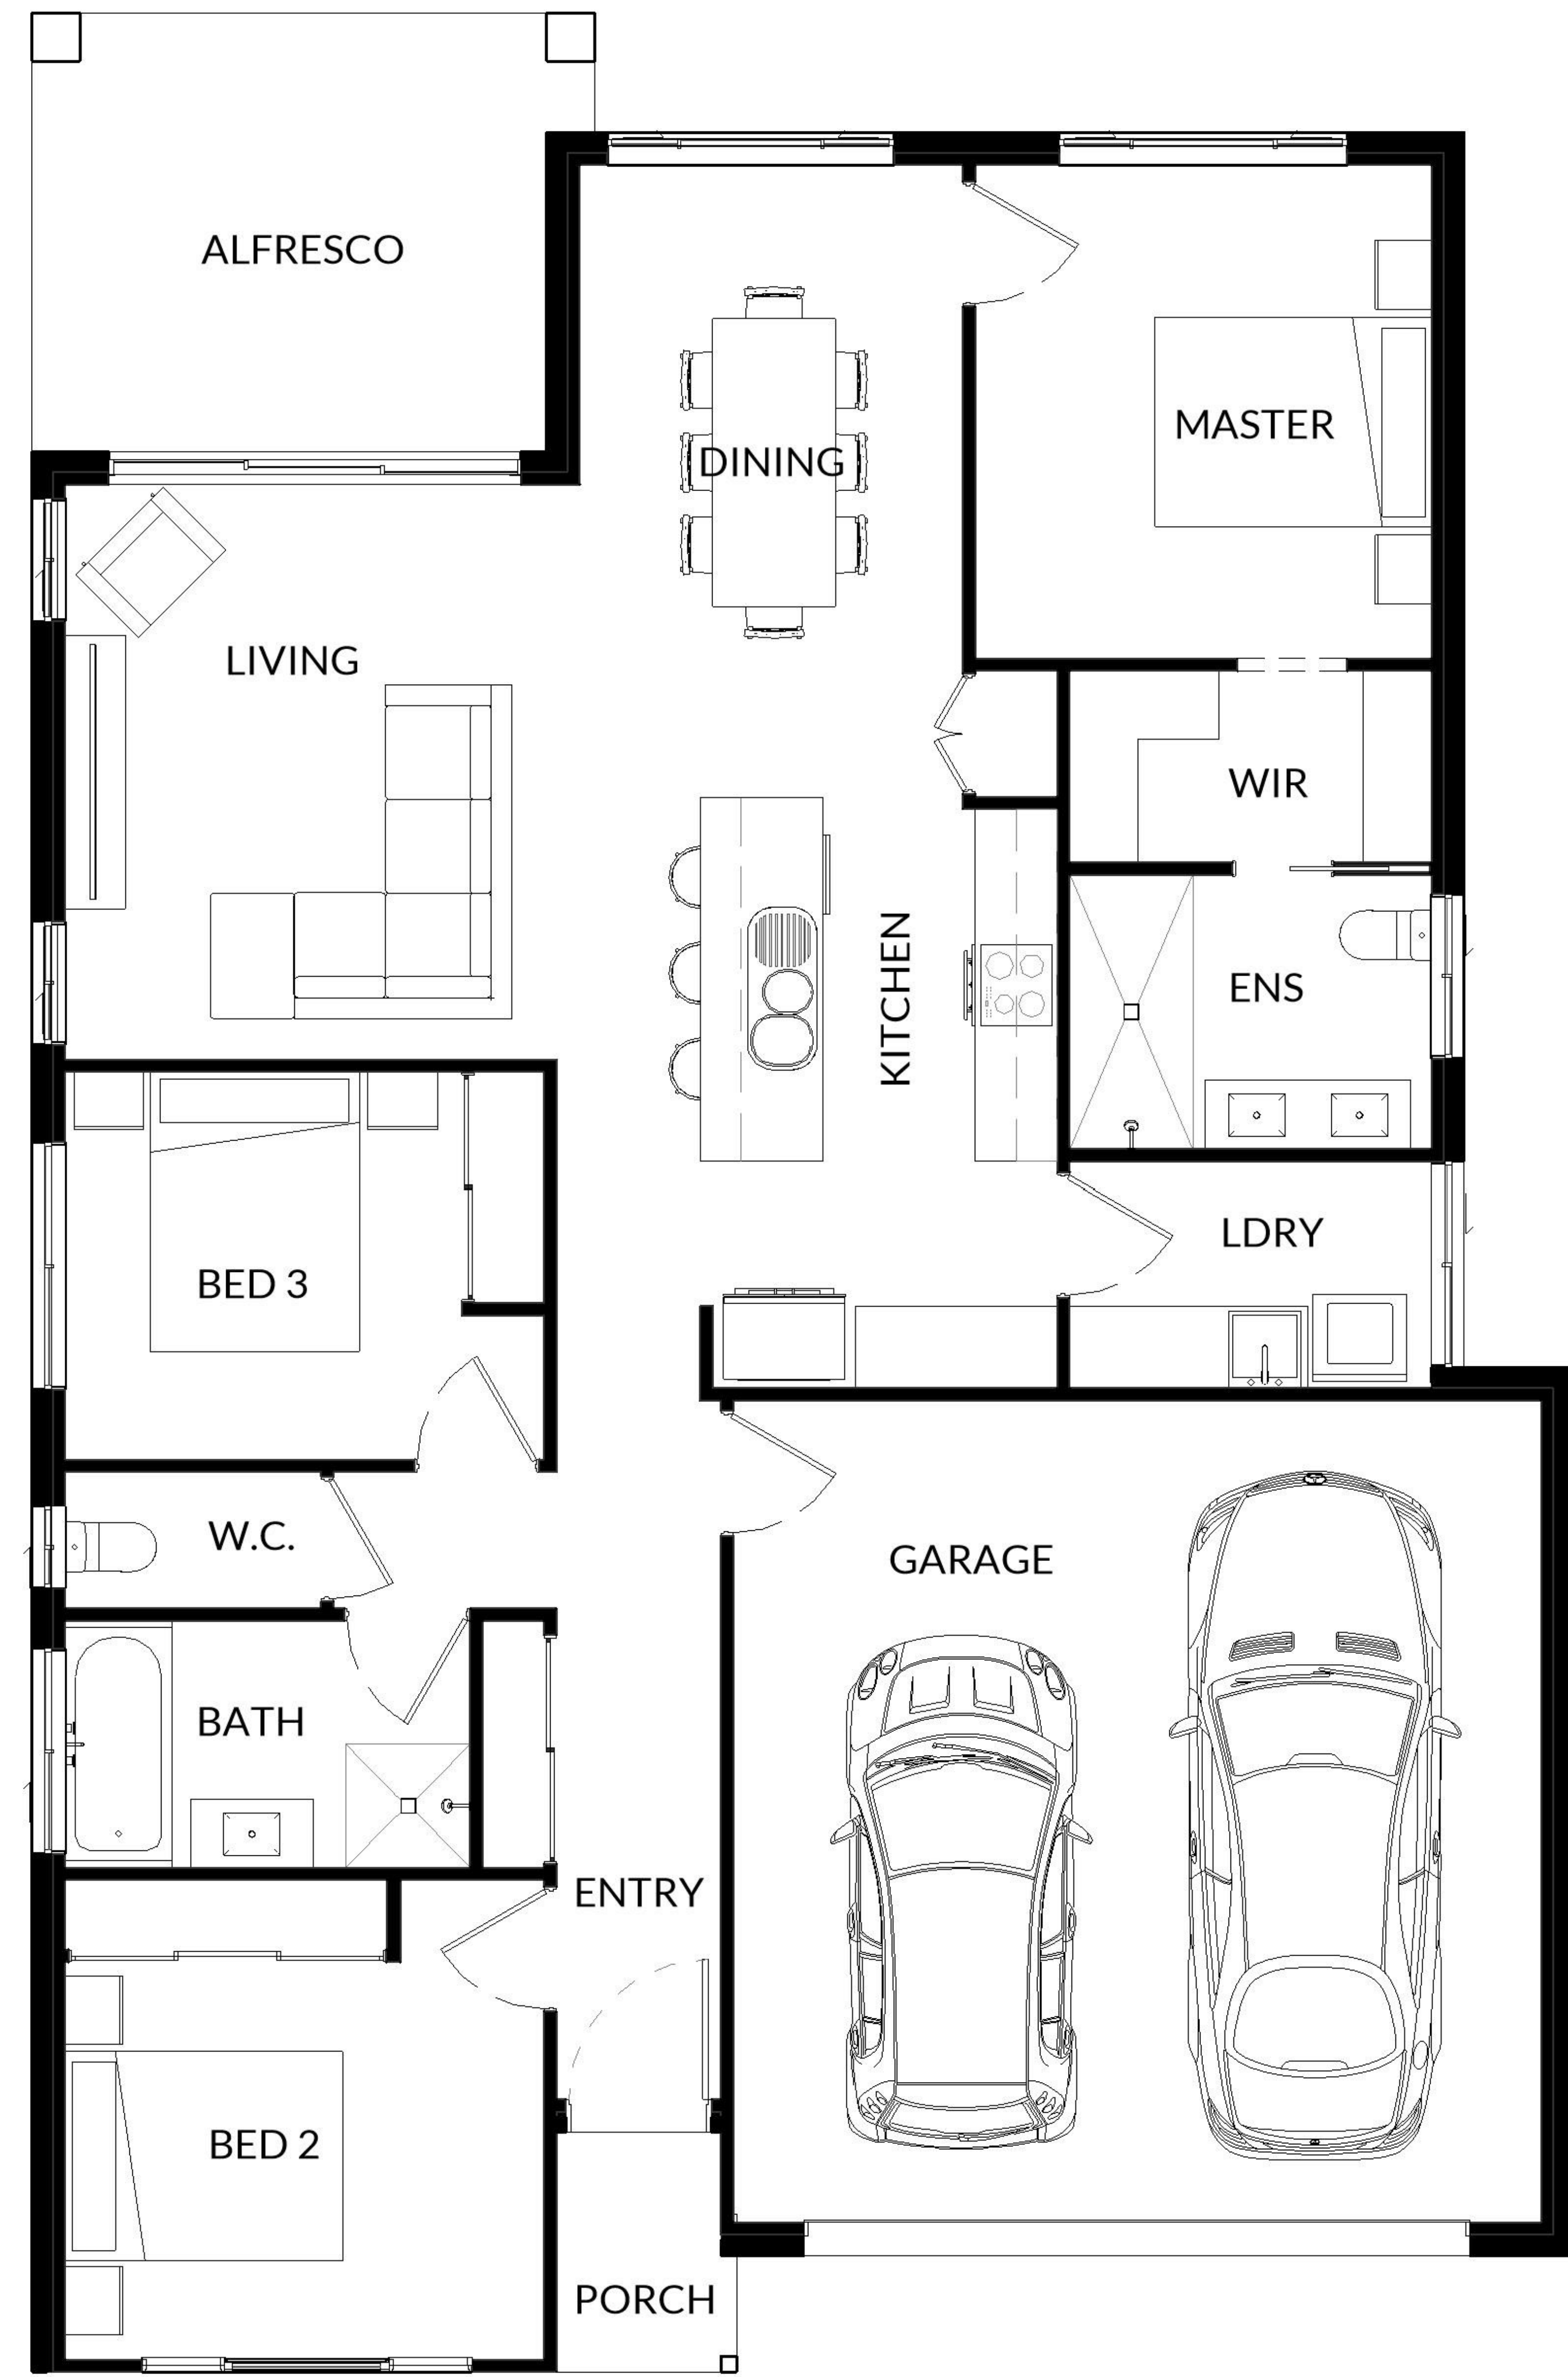 ALFRESCO
MASTER
DINING
LIVING
WIR
KITCHEN
ENS
LDRY
BED 3
W.C.
GARAGE
BATH
ENTRY
BED 2
PORCH